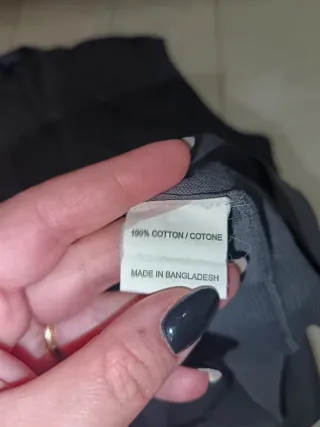 100% COTTON / COTONE
MADE IN BANGLADESH